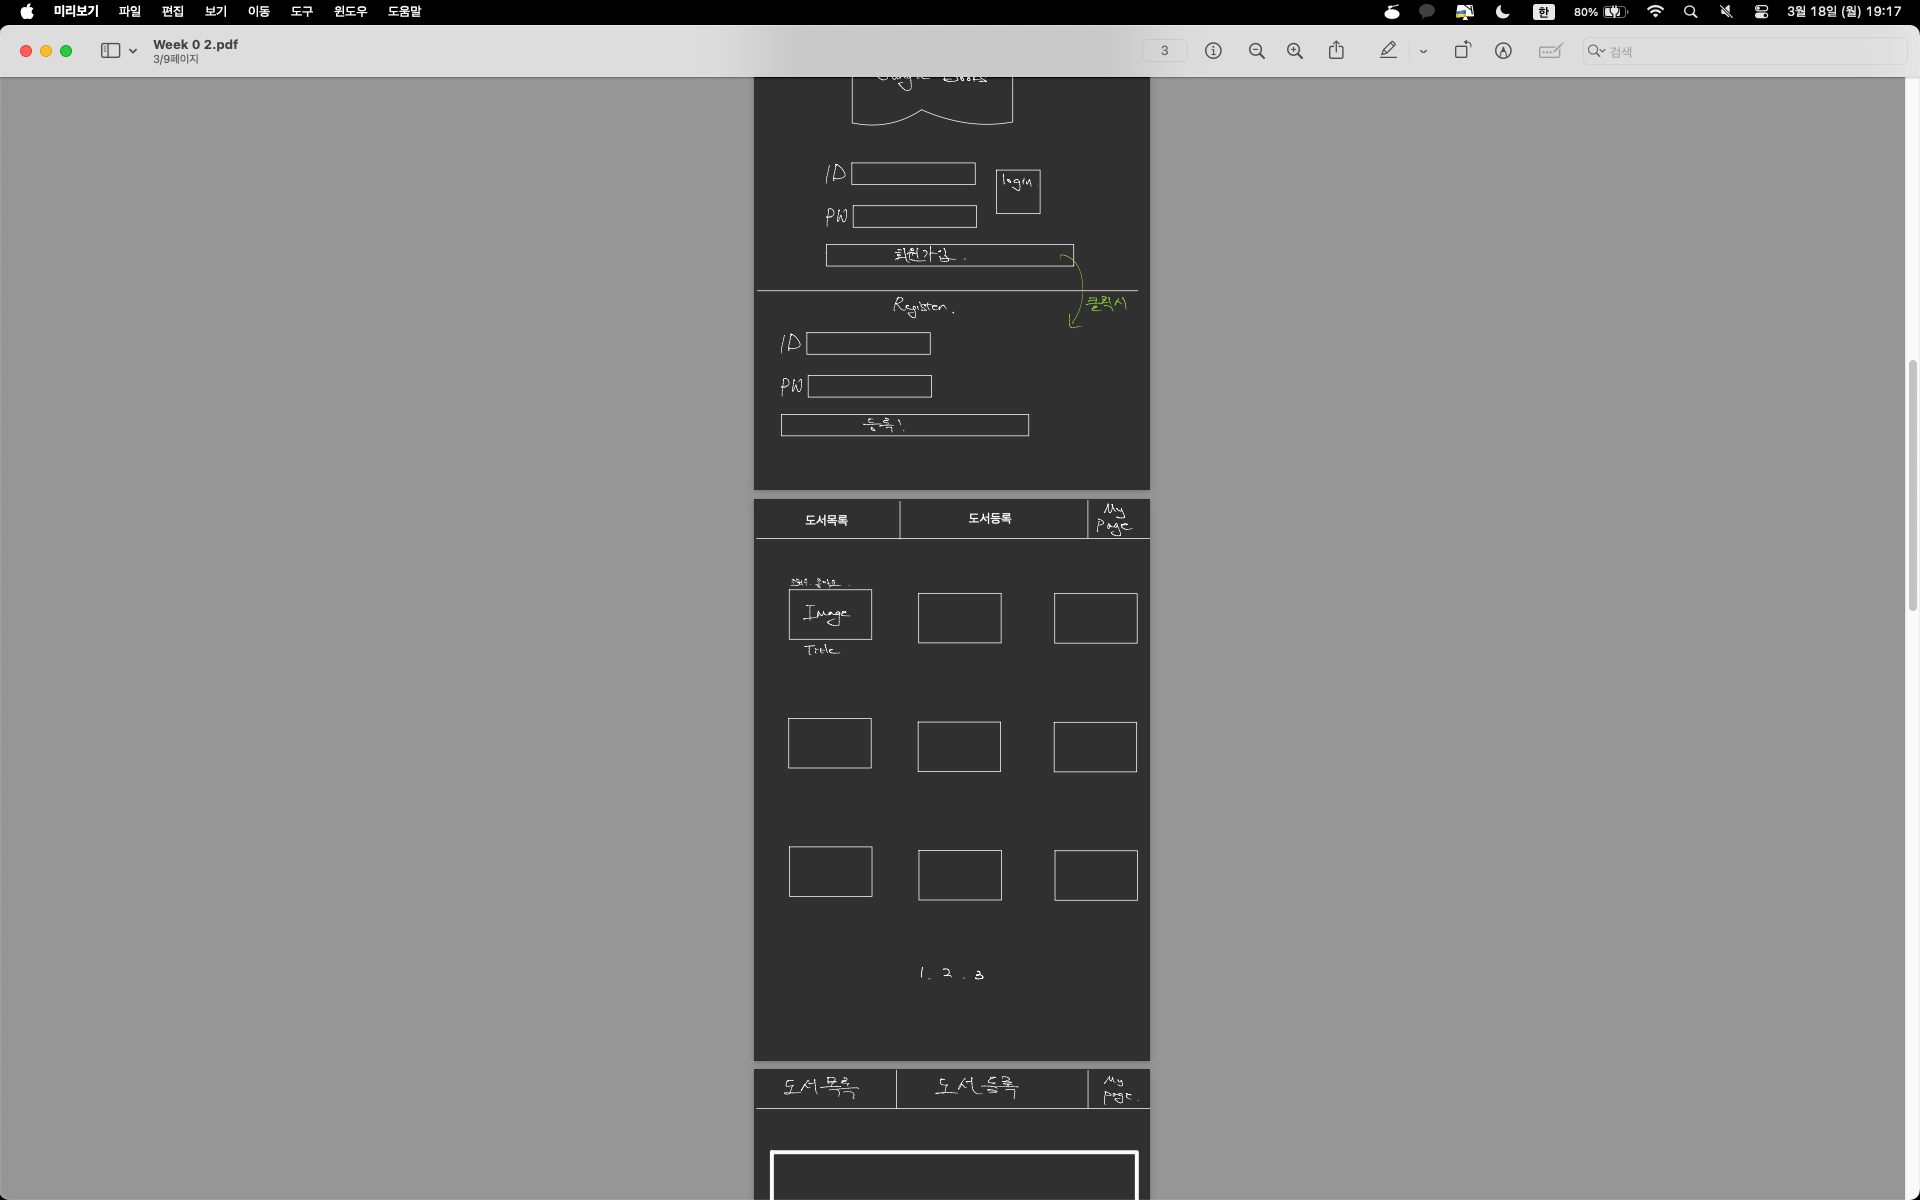 미리보기 파일 편집 보기 이동 도구 윈도우 도움말 한 80% 3월 18일 (월) 19:17
Week 0 2.pdf
3/9페이지
3
검색
ID
login
PW
회원가입.
클릭시
Register.
ID
PW
등록!
도서목록 도서등록 My Page
Image
Title
1. 2. 3
도서목록 도서등록 My page.